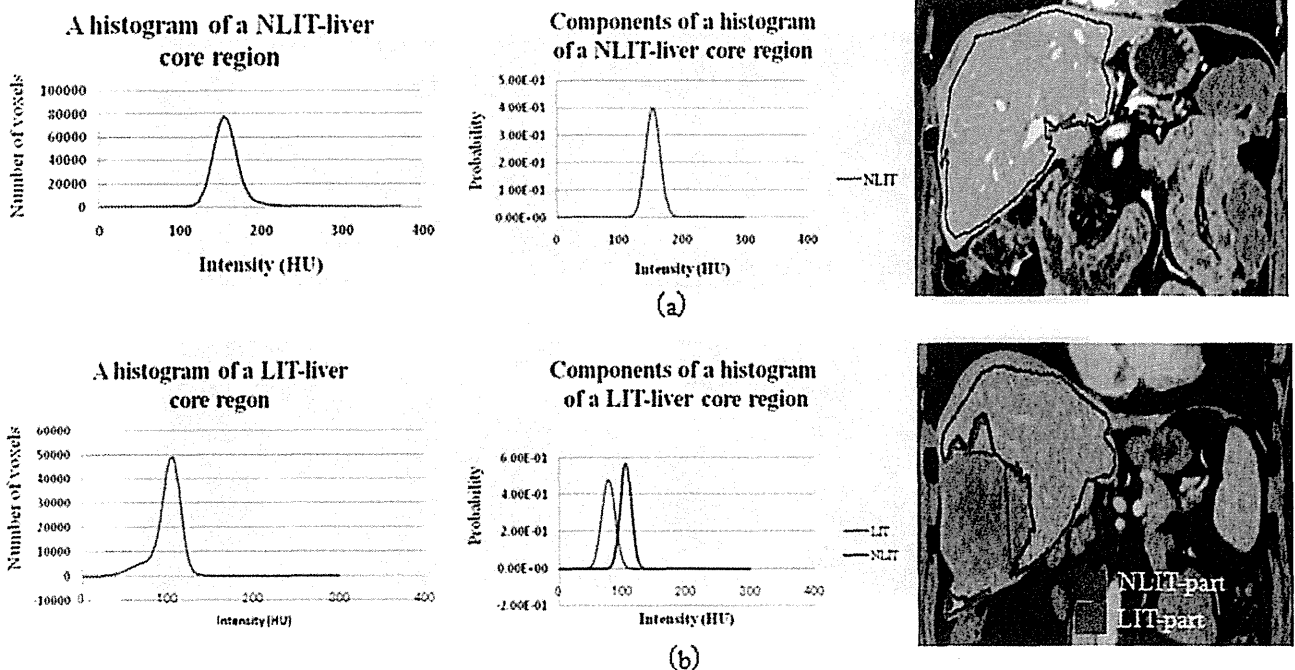 A histogram of a NLIT-liver
core region
Number of voxels
100000
80000
60000
40000
20000
0
0 100 200 300 400
Intensity (HU)
Components of a histogram
of a NLIT-liver core region
Probability
5.00E-01
4.00E-01
3.00E-01
2.00E-01
1.00E-01
0.00E+00
0 100 200 300 400
Intensity (HU)
NLIT
(a)
A histogram of a LIT-liver
core regon
Number of voxels
60000
50000
40000
30000
20000
10000
0
-10000
0 100 200 300 400
Intensity (HU)
Components of a histogram
of a LIT-liver core region
Probability
6.00E-01
4.00E-01
2.00E-01
0.00E+00
-2.00E-01
0 100 200 300 400
Intensity (HU)
LIT
NLIT
NLIT-part
LIT-part
(b)